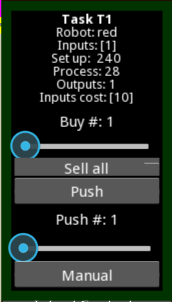 Task T1
Robot: red
Inputs: [1]
Set up: 240
Process: 28
Outputs: 1
Inputs cost: [10]
Buy #: 1
Sell all
Push
Push #: 1
Manual